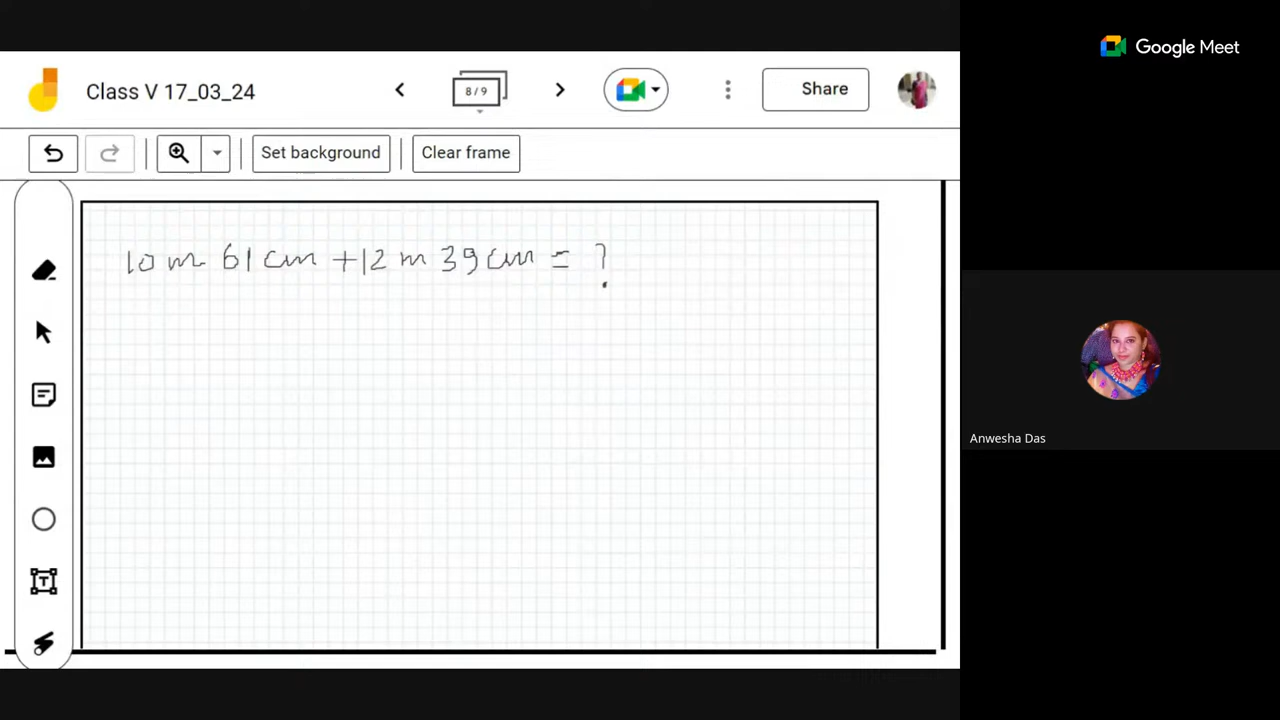 Google Meet
Class V 17_03_24
8/9
Share
Set background
Clear frame
10 m 61 cm + 12 m 39 cm = ?
T
Anwesha Das